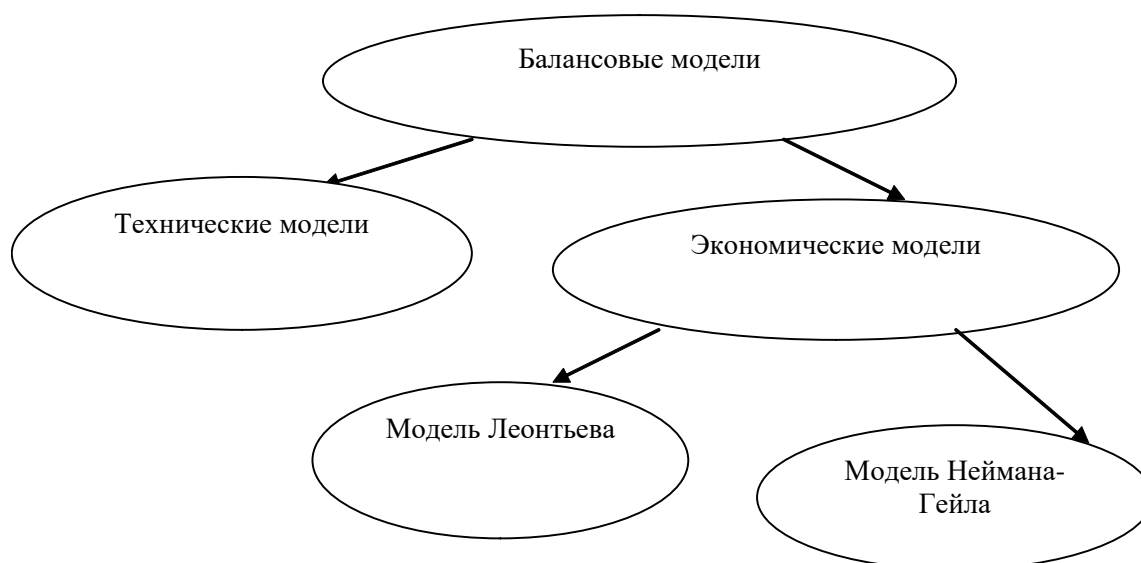 Балансовые модели
Технические модели
Экономические модели
Модель Леонтьева
Модель Неймана-
Гейла